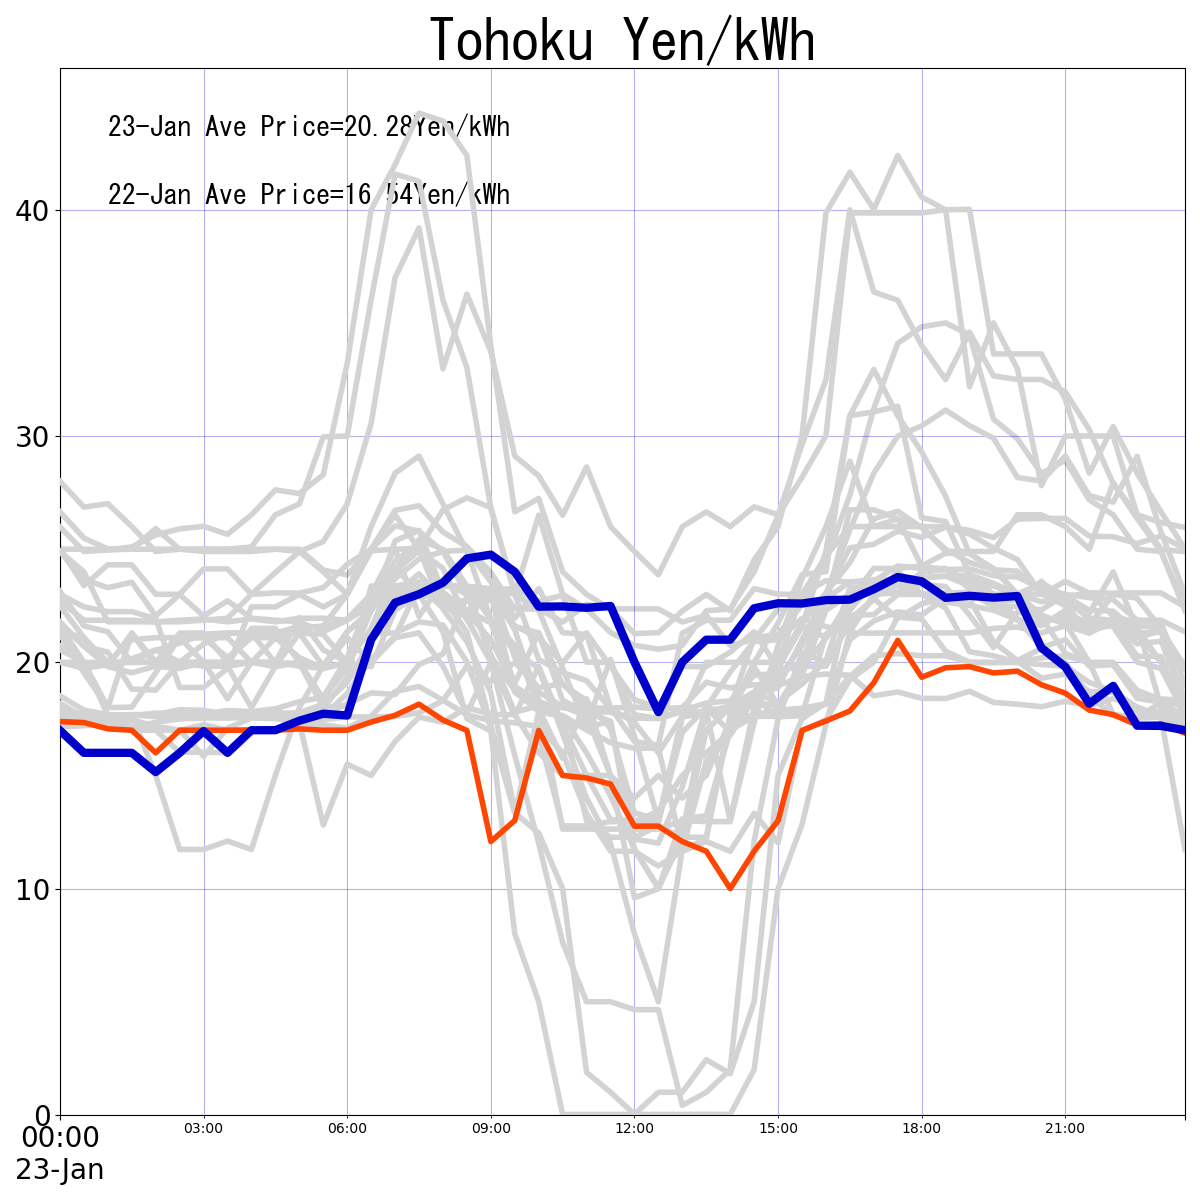 Tohoku Yen/kWh
23-Jan Ave Price=20.28Yen/kWh
22-Jan Ave Price=16.54Yen/kWh
40
30
20
10
0
00:00 03:00 06:00 09:00 12:00 15:00 18:00 21:00
23-Jan